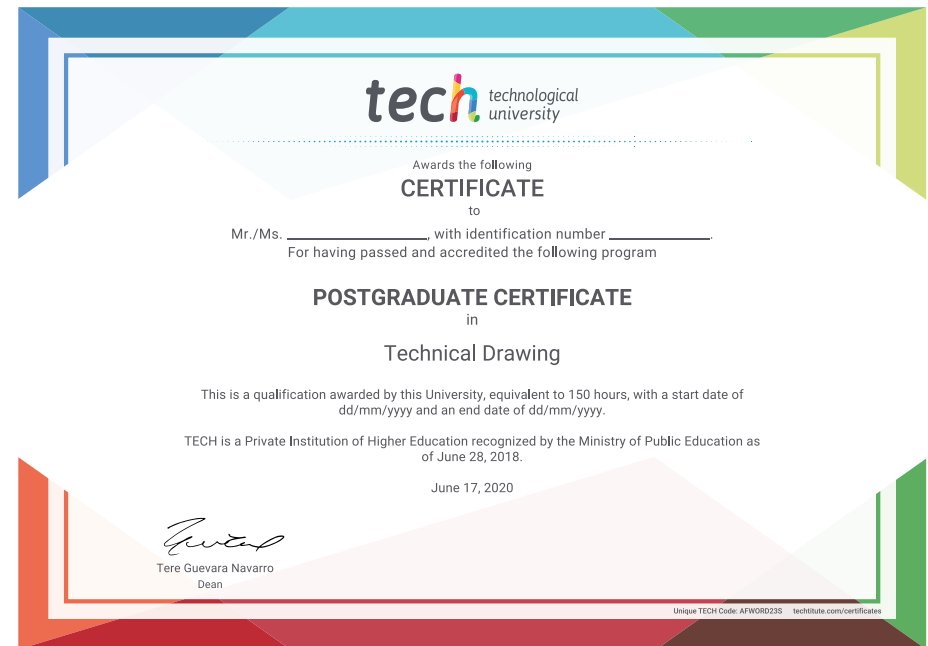 tech technological
university
Awards the following
CERTIFICATE
to
Mr./Ms. ____________________, with identification number ______________.
For having passed and accredited the following program
POSTGRADUATE CERTIFICATE
in
Technical Drawing
This is a qualification awarded by this University, equivalent to 150 hours, with a start date of
dd/mm/yyyy and an end date of dd/mm/yyyy.
TECH is a Private Institution of Higher Education recognized by the Ministry of Public Education as
of June 28, 2018.
June 17, 2020
Tere Guevara Navarro
Dean
Unique TECH Code: AFWORD23S techtitute.com/certificates